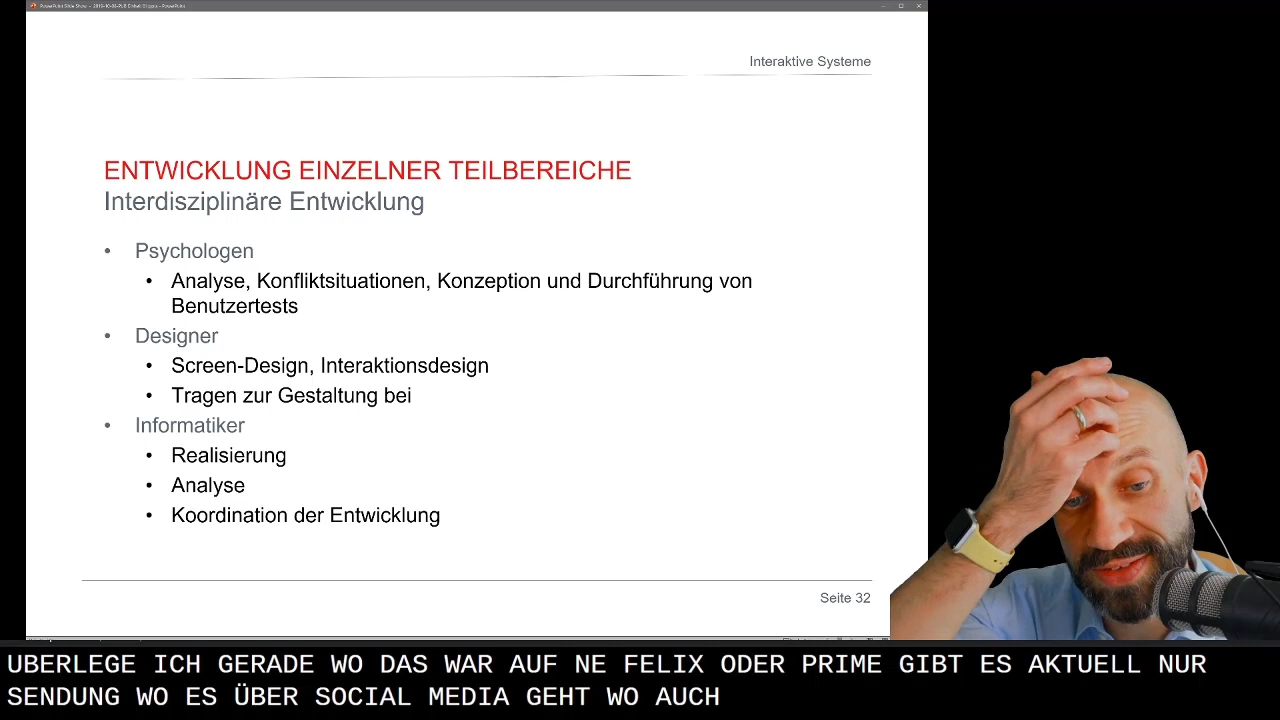 Interaktive Systeme
ENTWICKLUNG EINZELNER TEILBEREICHE
Interdisziplinäre Entwicklung
• Psychologen
• Analyse, Konfliktsituationen, Konzeption und Durchführung von
Benutzertests
• Designer
• Screen-Design, Interaktionsdesign
• Tragen zur Gestaltung bei
• Informatiker
• Realisierung
• Analyse
• Koordination der Entwicklung
Seite 32
UBERLEGE ICH GERADE WO DAS WAR AUF NE FELIX ODER PRIME GIBT ES AKTUELL NUR
SENDUNG WO ES ÜBER SOCIAL MEDIA GEHT WO AUCH